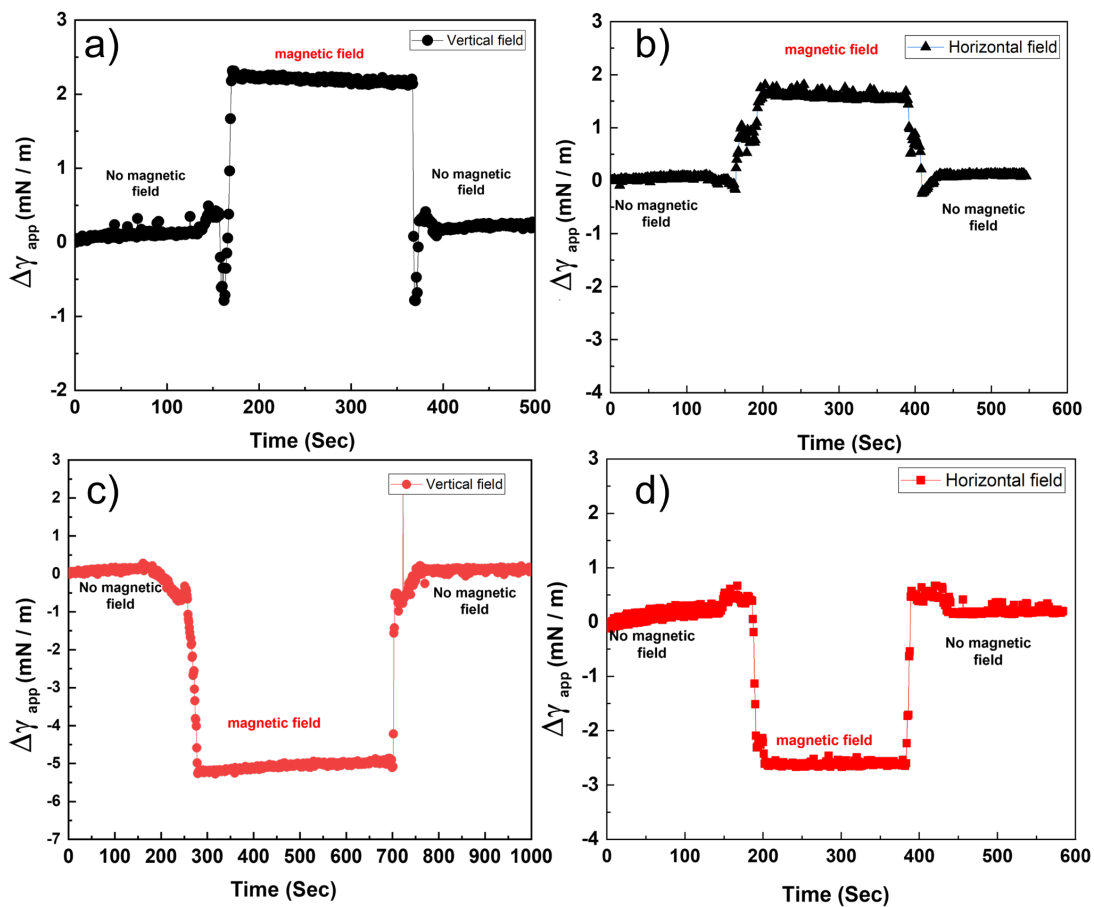 a)
Vertical field
magnetic field
No magnetic
field
No magnetic
field
3
2
1
0
-1
-2
0 100 200 300 400 500
Time (Sec)
Δγ app (mN / m)
b)
Horizontal field
magnetic field
No magnetic
field
No magnetic
field
3
2
1
0
-1
-2
-3
-4
0 100 200 300 400 500 600
Time (Sec)
Δγ app (mN / m)
c)
Vertical field
No magnetic
field
No magnetic
field
magnetic field
3
2
1
0
-1
-2
-3
-4
-5
-6
-7
0 100 200 300 400 500 600 700 800 900 1000
Time (Sec)
Δγ app (mN / m)
d)
Horizontal field
No magnetic
field
No magnetic
field
magnetic field
3
2
1
0
-1
-2
-3
-4
0 100 200 300 400 500 600
Time (Sec)
Δγ app (mN / m)